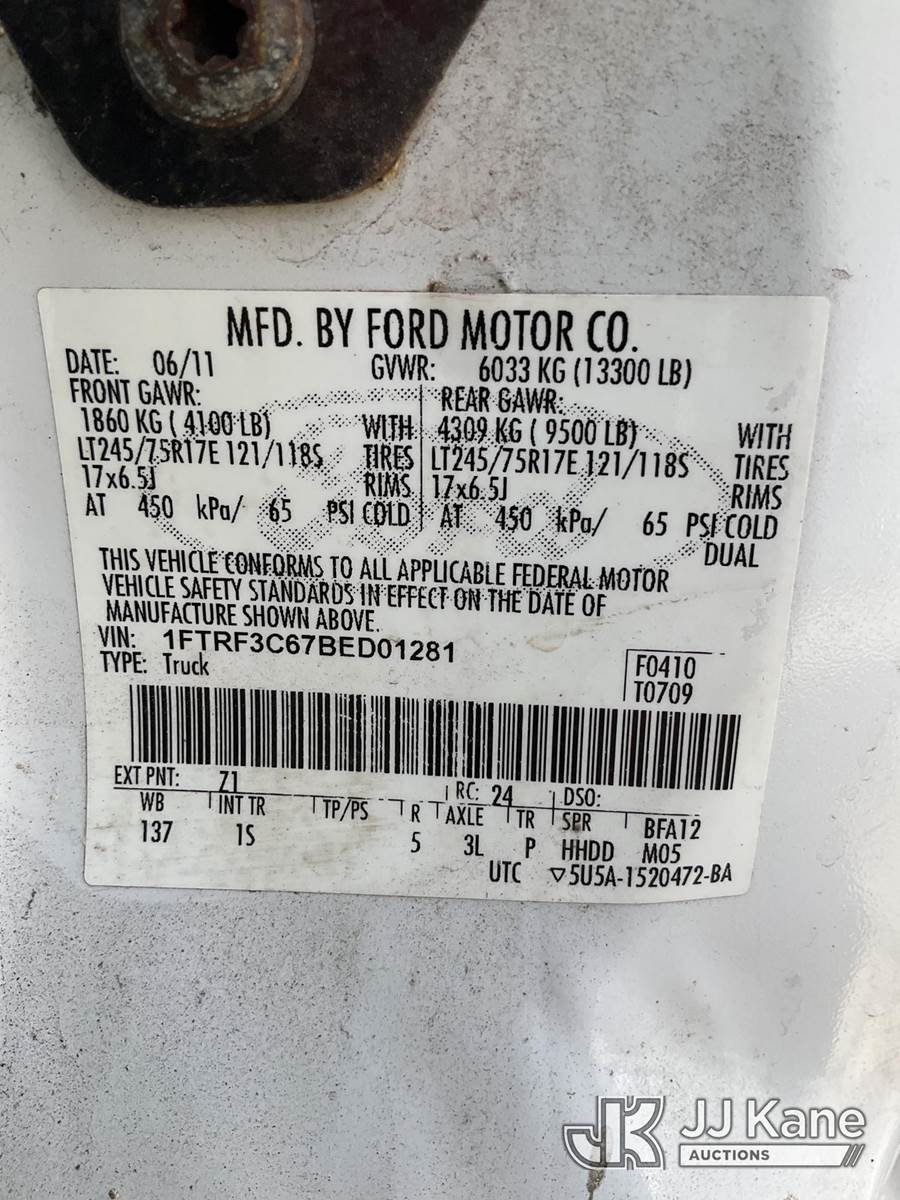 MFD. BY FORD MOTOR CO.
DATE: 06/11 GVWR: 6033 KG (13300 LB)
FRONT GAWR: REAR GAWR:
1860 KG ( 4100 LB) WITH 4309 KG ( 9500 LB) WITH
LT245/75R17E 121/118S TIRES LT245/75R17E 121/118S TIRES
17x6.5J RIMS 17x6.5J RIMS
AT 450 kPa/ 65 PSI COLD AT 450 kPa/ 65 PSI COLD
DUAL
THIS VEHICLE CONFORMS TO ALL APPLICABLE FEDERAL MOTOR
VEHICLE SAFETY STANDARDS IN EFFECT ON THE DATE OF
MANUFACTURE SHOWN ABOVE.
VIN: 1FTRF3C67BED01281
TYPE: Truck
F0410
T0709
EXT PNT: Z1 RC: 24 DSO:
WB INT TR TP/PS R AXLE TR SPR BFA12
137 1S 5 3L P HHDD M05
UTC ▽5U5A-1520472-BA
JK JJ Kane
AUCTIONS